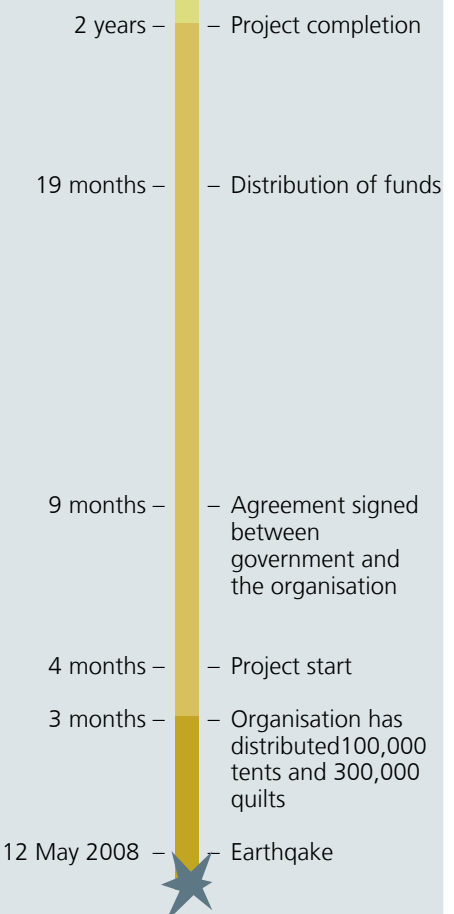 2 years – – Project completion
19 months – – Distribution of funds
9 months – – Agreement signed
between
government and
the organisation
4 months – – Project start
3 months – – Organisation has
distributed100,000
tents and 300,000
quilts
12 May 2008 – – Earthqake